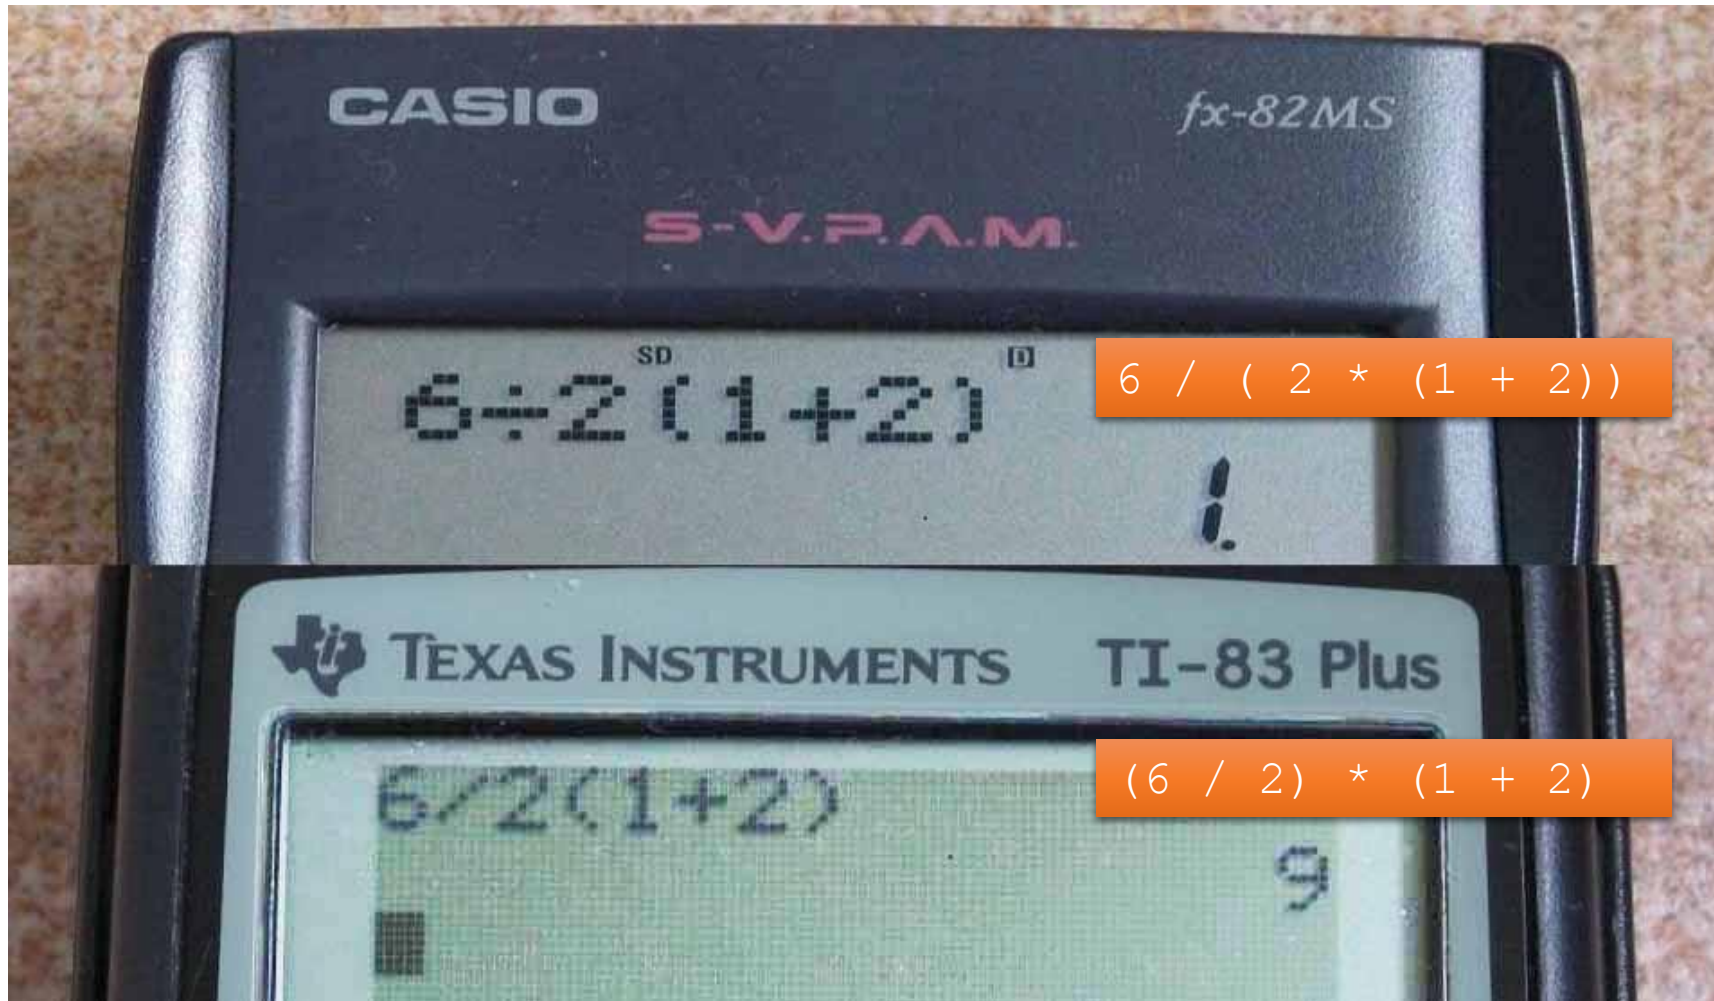 CASIO fx-82MS
S-V.P.A.M.
SD D
6÷2(1+2)
6 / ( 2 * (1 + 2))
1.
TEXAS INSTRUMENTS TI-83 Plus
6/2(1+2)
(6 / 2) * (1 + 2)
9